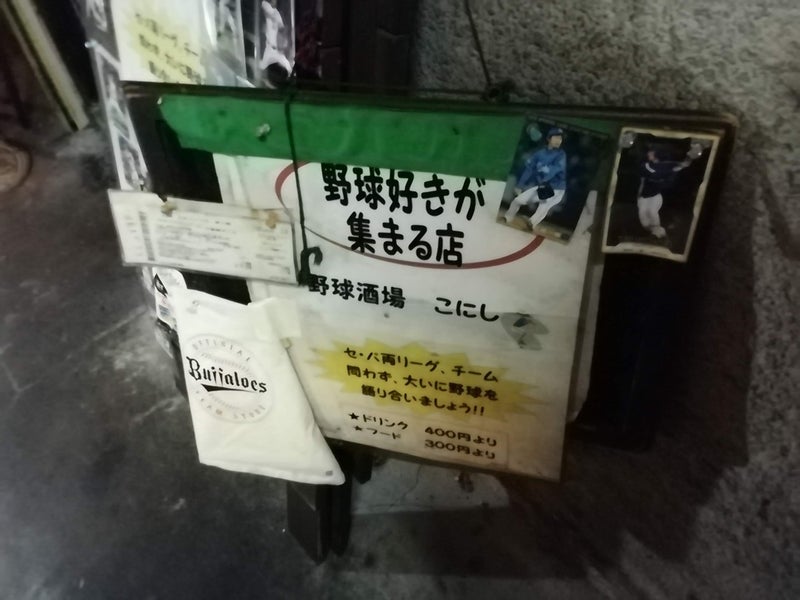 野球好きが
集まる店
野球酒場 こにし
セ・パ両リーグ、チーム
問わず、大いに野球を
語り合いましょう!!
★ドリンク 400円より
★フード 300円より
OFFICIAL
Buffaloes
TEAM STORE